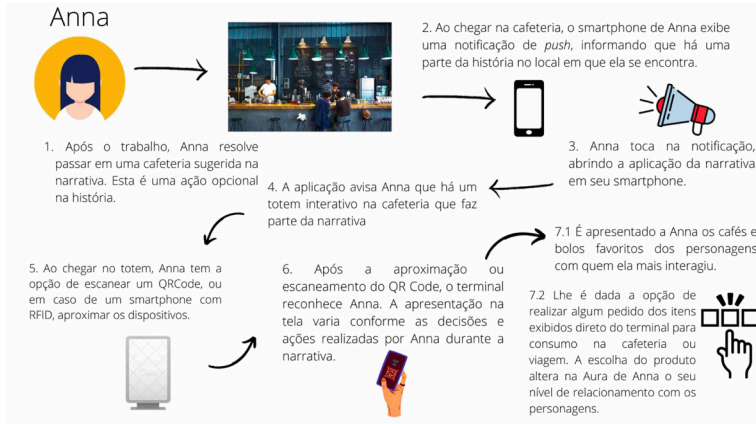 Anna
1. Após o trabalho, Anna resolve
passar em uma cafeteria sugerida na
narrativa. Esta é uma ação opcional
na história.
2. Ao chegar na cafeteria, o smartphone de Anna exibe
uma notificação de push, informando que há uma
parte da história no local em que ela se encontra.
3. Anna toca na notificação,
abrindo a aplicação da narrativa
em seu smartphone.
4. A aplicação avisa Anna que há um
totem interativo na cafeteria que faz
parte da narrativa
5. Ao chegar no totem, Anna tem a
opção de escanear um QRCode, ou
em caso de um smartphone com
RFID, aproximar os dispositivos.
6. Após a aproximação ou
escaneamento do QR Code, o terminal
reconhece Anna. A apresentação na
tela varia conforme as decisões e
ações realizadas por Anna durante a
narrativa.
7.1 É apresentado a Anna os cafés e
bolos favoritos dos personagens
com quem ela mais interagiu.
7.2 Lhe é dada a opção de
realizar algum pedido dos itens
exibidos direto do terminal para
consumo na cafeteria ou
viagem. A escolha do produto
altera na Aura de Anna o seu
nível de relacionamento com os
personagens.